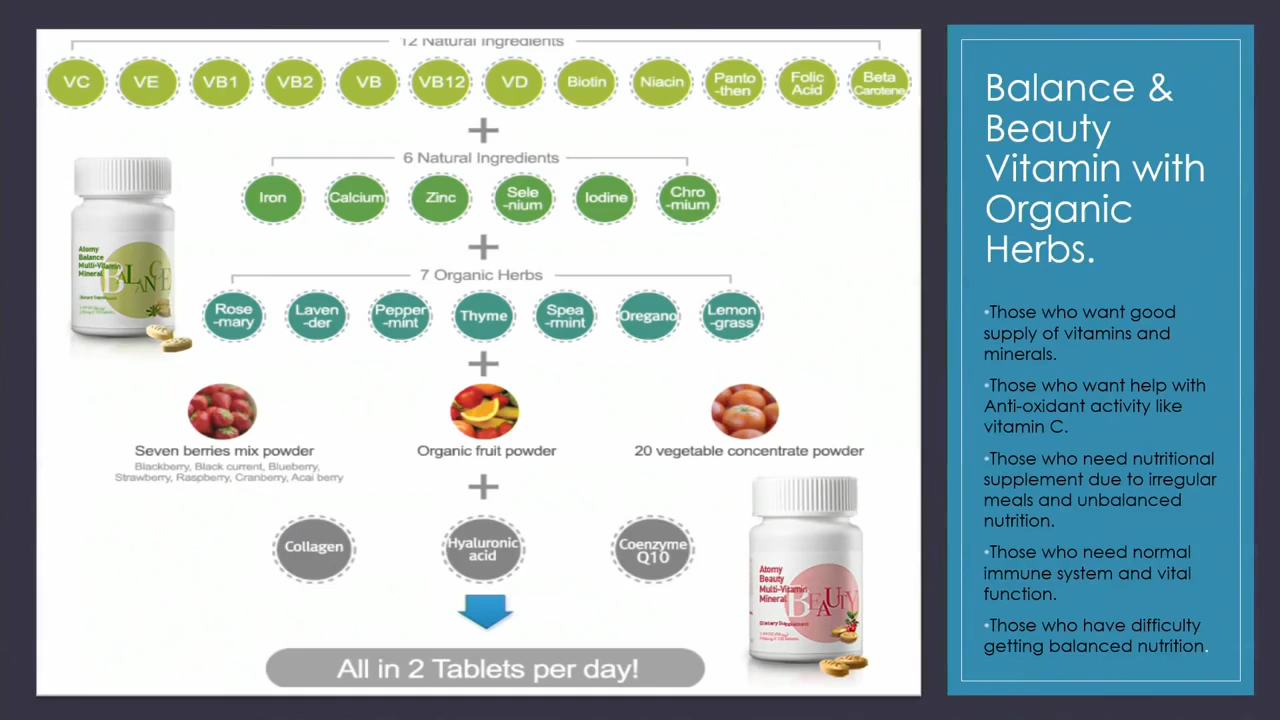 12 Natural Ingredients
VC VE VB1 VB2 VB VB12 VD Biotin Niacin Panto -then Folic Acid Beta Carotene
+
6 Natural Ingredients
Iron Calcium Zinc Sele -nium Iodine Chro -mium
+
7 Organic Herbs
Rose -mary Laven -der Pepper -mint Thyme Spea -rmint Oregano Lemon -grass
+
Atomy
Balance
Multi-Vitamin
Mineral
BALANCE
Dietary Supplement
Seven berries mix powder
Blackberry, Black current, Blueberry,
Strawberry, Raspberry, Cranberry, Acai berry
Organic fruit powder
20 vegetable concentrate powder
+
Collagen
Hyaluronic
acid
Coenzyme
Q10
Atomy
Beauty
Multi-Vitamin
Mineral
BEAUTY
Dietary Supplement
All in 2 Tablets per day!
Balance &
Beauty
Vitamin with
Organic
Herbs.
•Those who want good
supply of vitamins and
minerals.
•Those who want help with
Anti-oxidant activity like
vitamin C.
•Those who need nutritional
supplement due to irregular
meals and unbalanced
nutrition.
•Those who need normal
immune system and vital
function.
•Those who have difficulty
getting balanced nutrition.